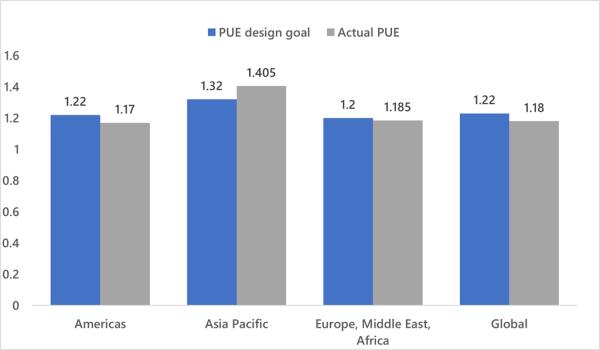 PUE design goal Actual PUE
1.6
1.4
1.2
1
0.8
0.6
0.4
0.2
0
1.22 1.17
1.32 1.405
1.2 1.185
1.22 1.18
Americas
Asia Pacific
Europe, Middle East,
Africa
Global